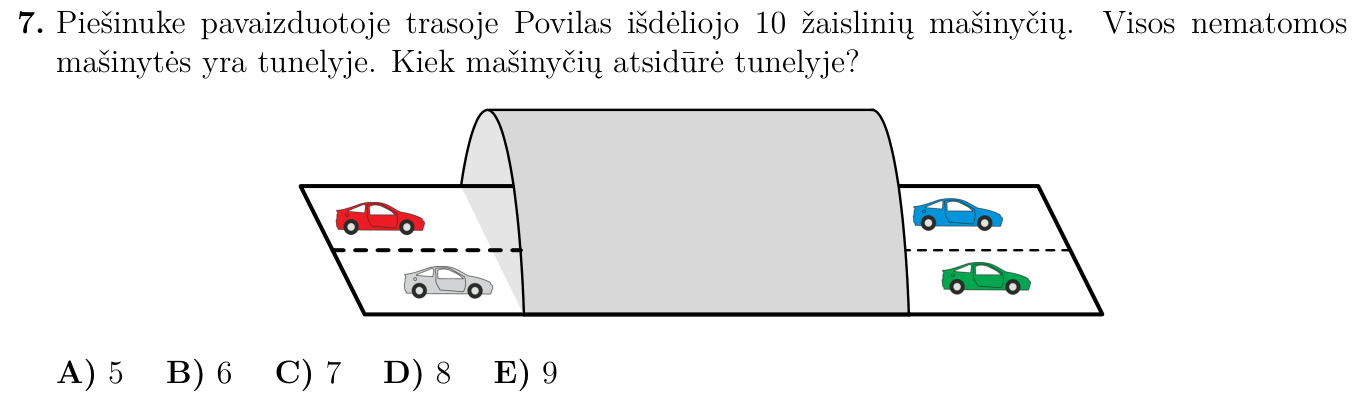 7. Piešinuke pavaizduotoje trasoje Povilas išdėliojo 10 žaislinių mašinyčių. Visos nematomos
mašinytės yra tunelyje. Kiek mašinyčių atsidūrė tunelyje?
A) 5 B) 6 C) 7 D) 8 E) 9